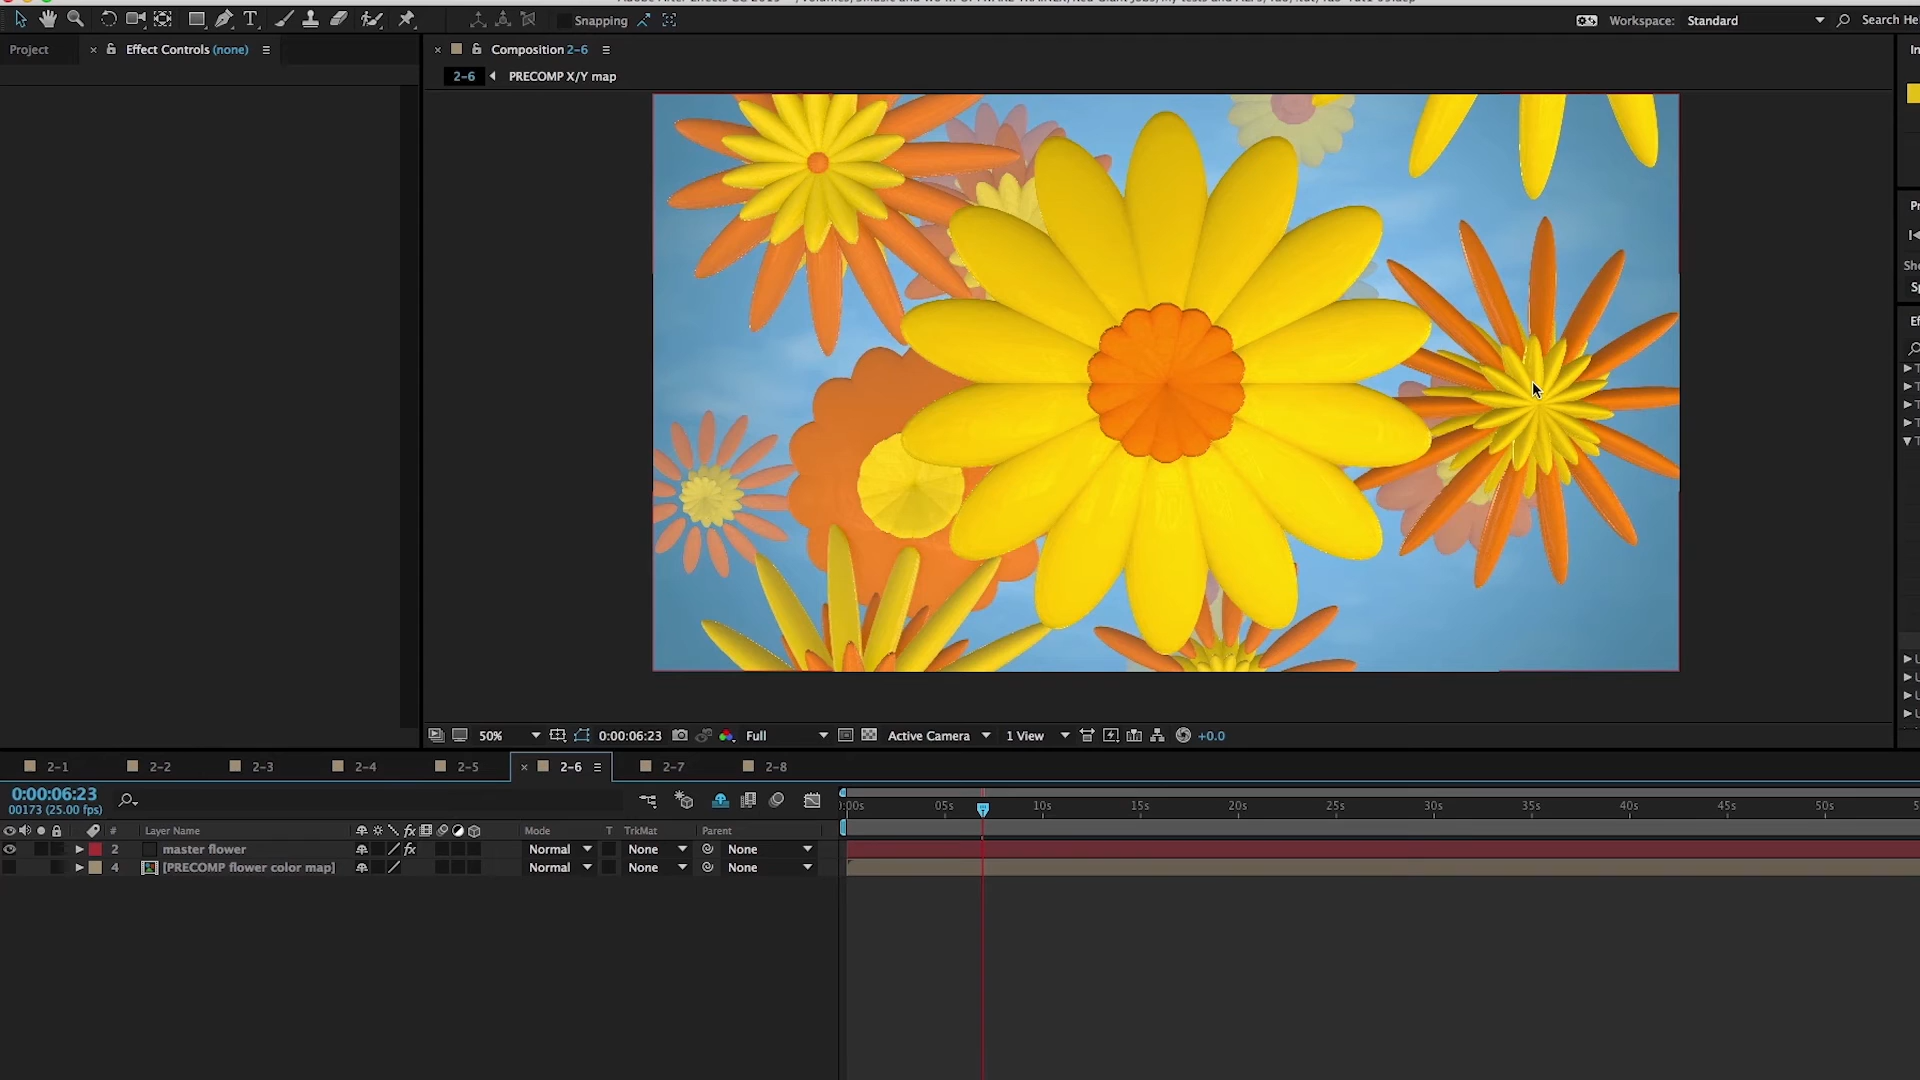 Snapping
Workspace: Standard
Search He
Project
Effect Controls (none)
Composition 2-6
2-6
PRECOMP X/Y map
50%
0:00:06:23
Full
Active Camera
1 View
+0.0
2-1
2-2
2-3
2-4
2-5
2-6
2-7
2-8
0:00:06:23
00173 (25.00 fps)
# Layer Name Mode T TrkMat Parent
2 master flower Normal None None
4 [PRECOMP flower color map] Normal None None
:00s 05s 10s 15s 20s 25s 30s 35s 40s 45s 50s